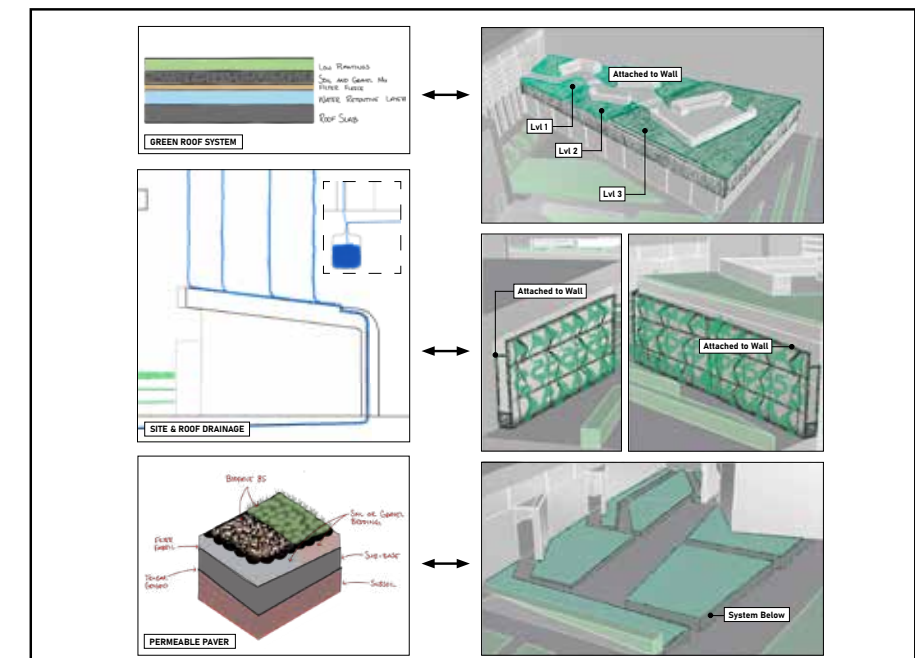 LOW PLANTINGS
SOIL AND GRAVEL MIX
FILTER FLEECE
WATER RETENTIVE LAYER
ROOF SLAB
GREEN ROOF SYSTEM
Attached to Wall
Lvl 1
Lvl 2
Lvl 3
SITE & ROOF DRAINAGE
Attached to Wall
Attached to Wall
SOIL OR GRAVEL
BEDDING
FILTER
FABRIC
SUB-BASE
SUBSOIL
PERMEABLE PAVER
System Below